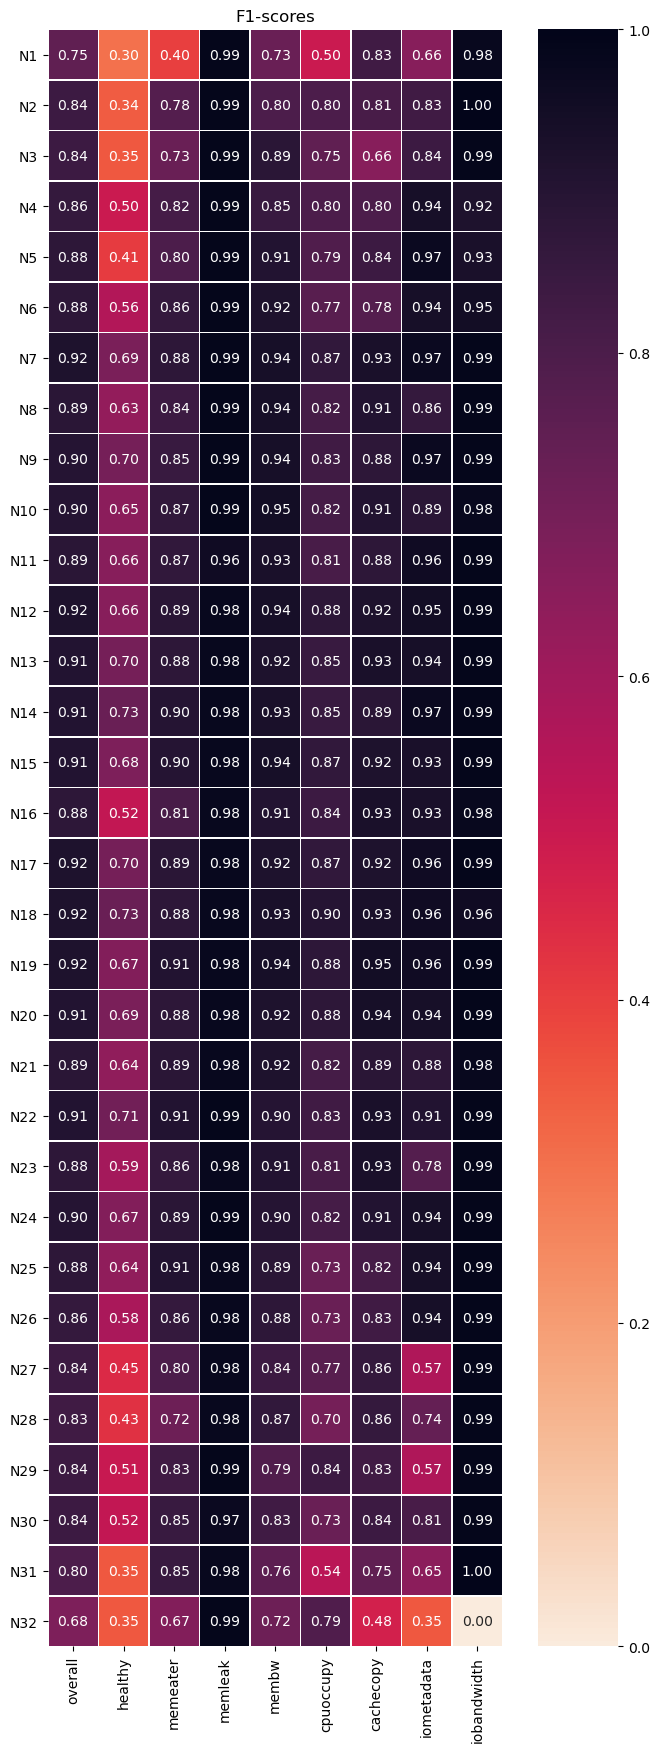 F1-scores
N1 0.75 0.30 0.40 0.99 0.73 0.50 0.83 0.66 0.98
N2 0.84 0.34 0.78 0.99 0.80 0.80 0.81 0.83 1.00
N3 0.84 0.35 0.73 0.99 0.89 0.75 0.66 0.84 0.99
N4 0.86 0.50 0.82 0.99 0.85 0.80 0.80 0.94 0.92
N5 0.88 0.41 0.80 0.99 0.91 0.79 0.84 0.97 0.93
N6 0.88 0.56 0.86 0.99 0.92 0.77 0.78 0.94 0.95
N7 0.92 0.69 0.88 0.99 0.94 0.87 0.93 0.97 0.99
N8 0.89 0.63 0.84 0.99 0.94 0.82 0.91 0.86 0.99
N9 0.90 0.70 0.85 0.99 0.94 0.83 0.88 0.97 0.99
N10 0.90 0.65 0.87 0.99 0.95 0.82 0.91 0.89 0.98
N11 0.89 0.66 0.87 0.96 0.93 0.81 0.88 0.96 0.99
N12 0.92 0.66 0.89 0.98 0.94 0.88 0.92 0.95 0.99
N13 0.91 0.70 0.88 0.98 0.92 0.85 0.93 0.94 0.99
N14 0.91 0.73 0.90 0.98 0.93 0.85 0.89 0.97 0.99
N15 0.91 0.68 0.90 0.98 0.94 0.87 0.92 0.93 0.99
N16 0.88 0.52 0.81 0.98 0.91 0.84 0.93 0.93 0.98
N17 0.92 0.70 0.89 0.98 0.92 0.87 0.92 0.96 0.99
N18 0.92 0.73 0.88 0.98 0.93 0.90 0.93 0.96 0.96
N19 0.92 0.67 0.91 0.98 0.94 0.88 0.95 0.96 0.99
N20 0.91 0.69 0.88 0.98 0.92 0.88 0.94 0.94 0.99
N21 0.89 0.64 0.89 0.98 0.92 0.82 0.89 0.88 0.98
N22 0.91 0.71 0.91 0.99 0.90 0.83 0.93 0.91 0.99
N23 0.88 0.59 0.86 0.98 0.91 0.81 0.93 0.78 0.99
N24 0.90 0.67 0.89 0.99 0.90 0.82 0.91 0.94 0.99
N25 0.88 0.64 0.91 0.98 0.89 0.73 0.82 0.94 0.99
N26 0.86 0.58 0.86 0.98 0.88 0.73 0.83 0.94 0.99
N27 0.84 0.45 0.80 0.98 0.84 0.77 0.86 0.57 0.99
N28 0.83 0.43 0.72 0.98 0.87 0.70 0.86 0.74 0.99
N29 0.84 0.51 0.83 0.99 0.79 0.84 0.83 0.57 0.99
N30 0.84 0.52 0.85 0.97 0.83 0.73 0.84 0.81 0.99
N31 0.80 0.35 0.85 0.98 0.76 0.54 0.75 0.65 1.00
N32 0.68 0.35 0.67 0.99 0.72 0.79 0.48 0.35 0.00
overall healthy memeater memleak membw cpuoccupy cachecopy iometadata iobandwidth
1.0
0.8
0.6
0.4
0.2
0.0